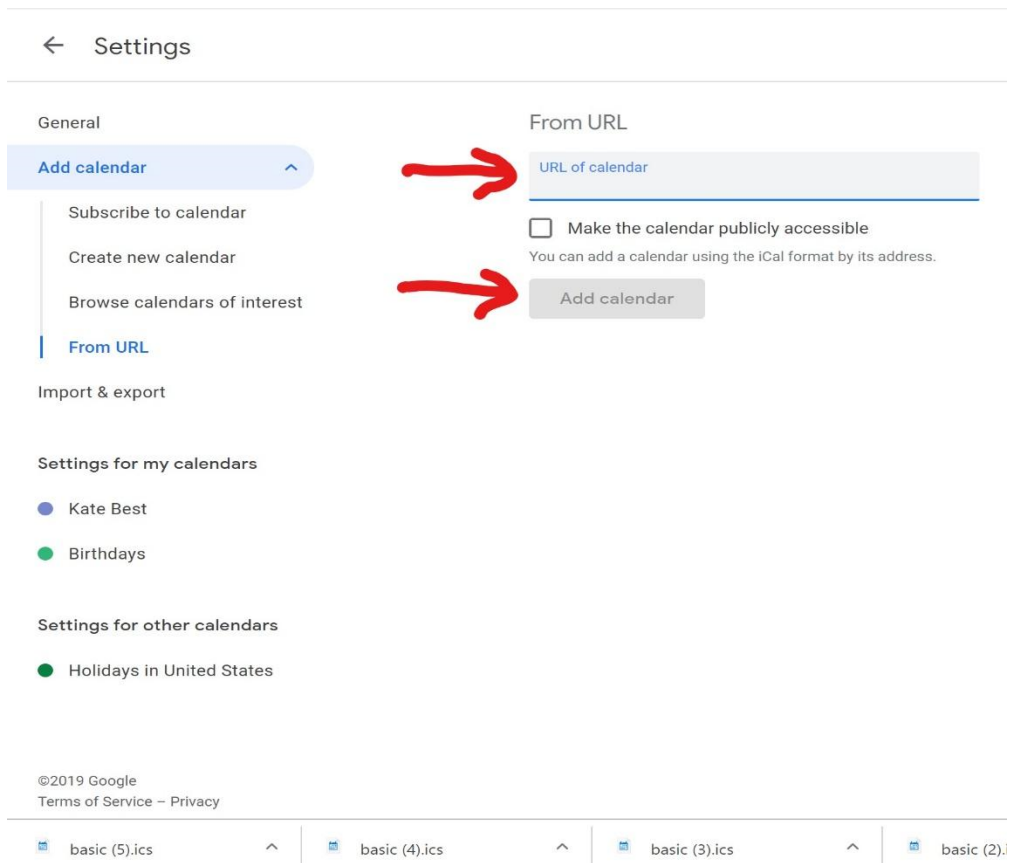 Settings
General
Add calendar
Subscribe to calendar
Create new calendar
Browse calendars of interest
From URL
Import & export
Settings for my calendars
Kate Best
Birthdays
Settings for other calendars
Holidays in United States
©2019 Google
Terms of Service – Privacy
From URL
URL of calendar
Make the calendar publicly accessible
You can add a calendar using the iCal format by its address.
Add calendar
basic (5).ics
basic (4).ics
basic (3).ics
basic (2).